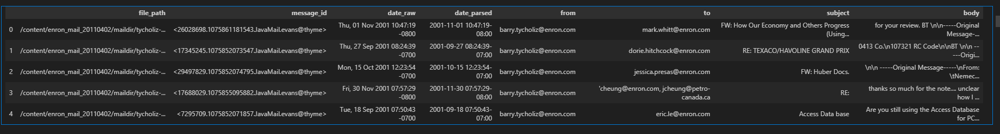 file_path message_id date_raw date_parsed from to subject body
0 /content/enron_mail_20110402/maildir/tycholiz-... <26028698.1075861181543.JavaMail.evans@thyme> Thu, 01 Nov 2001 10:47:19 2001-11-01 10:47:19- barry.tycholiz@enron.com mark.whitt@enron.com FW: How Our Economy and Others Progress for your review. BT \n\n-----Original
-0800 08:00 (Using... Message-...
1 /content/enron_mail_20110402/maildir/tycholiz-... <17345245.1075852073547.JavaMail.evans@thyme> Thu, 27 Sep 2001 08:24:39 2001-09-27 08:24:39- barry.tycholiz@enron.com dorie.hitchcock@enron.com RE: TEXACO/HAVOLINE GRAND PRIX 0413 Co.\n107321 RC Code\n\nBT \n\n --
-0700 07:00 ---Origi...
2 /content/enron_mail_20110402/maildir/tycholiz-... <29497829.1075852074795.JavaMail.evans@thyme> Mon, 15 Oct 2001 12:23:54 2001-10-15 12:23:54- barry.tycholiz@enron.com jessica.presas@enron.com FW: Huber Docs. \n\n -----Original Message-----\nFrom:
-0700 07:00 \tNemec...
3 /content/enron_mail_20110402/maildir/tycholiz-... <17688029.1075855095882.JavaMail.evans@thyme> Fri, 30 Nov 2001 07:57:29 2001-11-30 07:57:29- barry.tycholiz@enron.com 'cheung@enron.com, jcheung@petro- RE: thanks so much for the note.... unclear
-0800 08:00 canada.ca how I ...
4 /content/enron_mail_20110402/maildir/tycholiz-... <7295709.1075852071857.JavaMail.evans@thyme> Tue, 18 Sep 2001 07:50:43 2001-09-18 07:50:43- barry.tycholiz@enron.com eric.le@enron.com Access Data base Are you still using the Access Database
-0700 07:00 for PC...